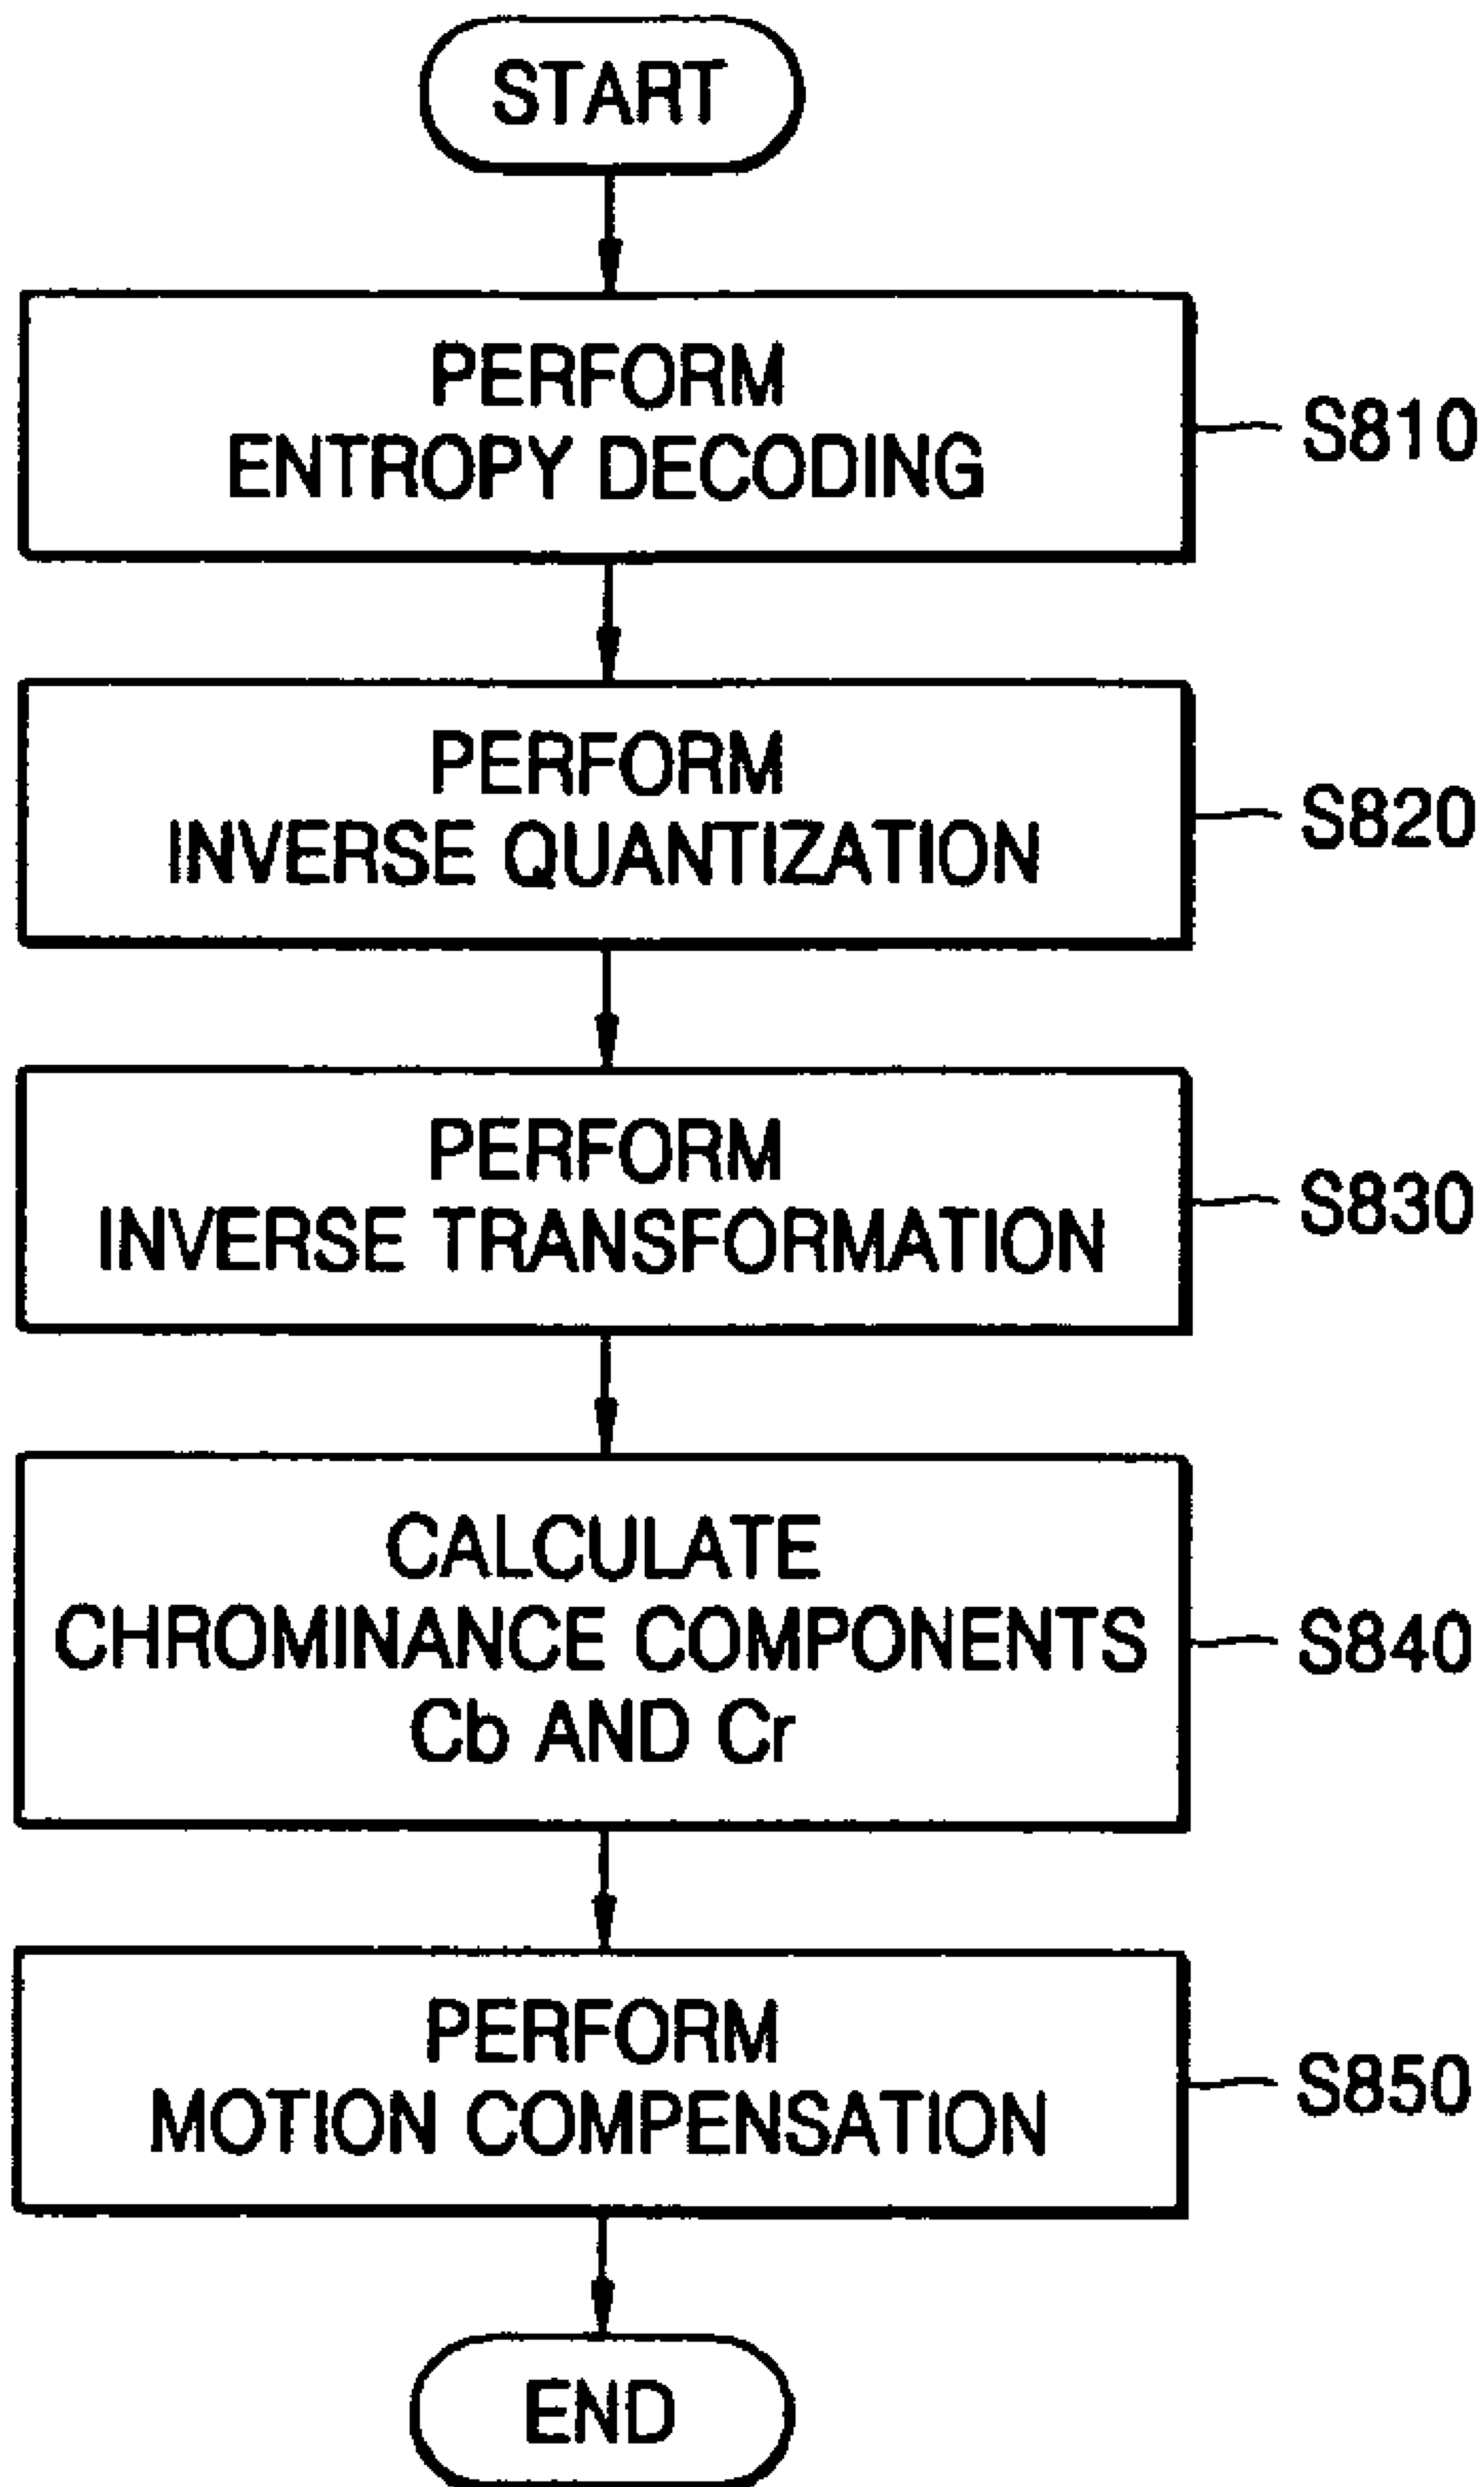 START
PERFORM
ENTROPY DECODING
S810
PERFORM
INVERSE QUANTIZATION
S820
PERFORM
INVERSE TRANSFORMATION
S830
CALCULATE
CHROMINANCE COMPONENTS
Cb AND Cr
S840
PERFORM
MOTION COMPENSATION
S850
END